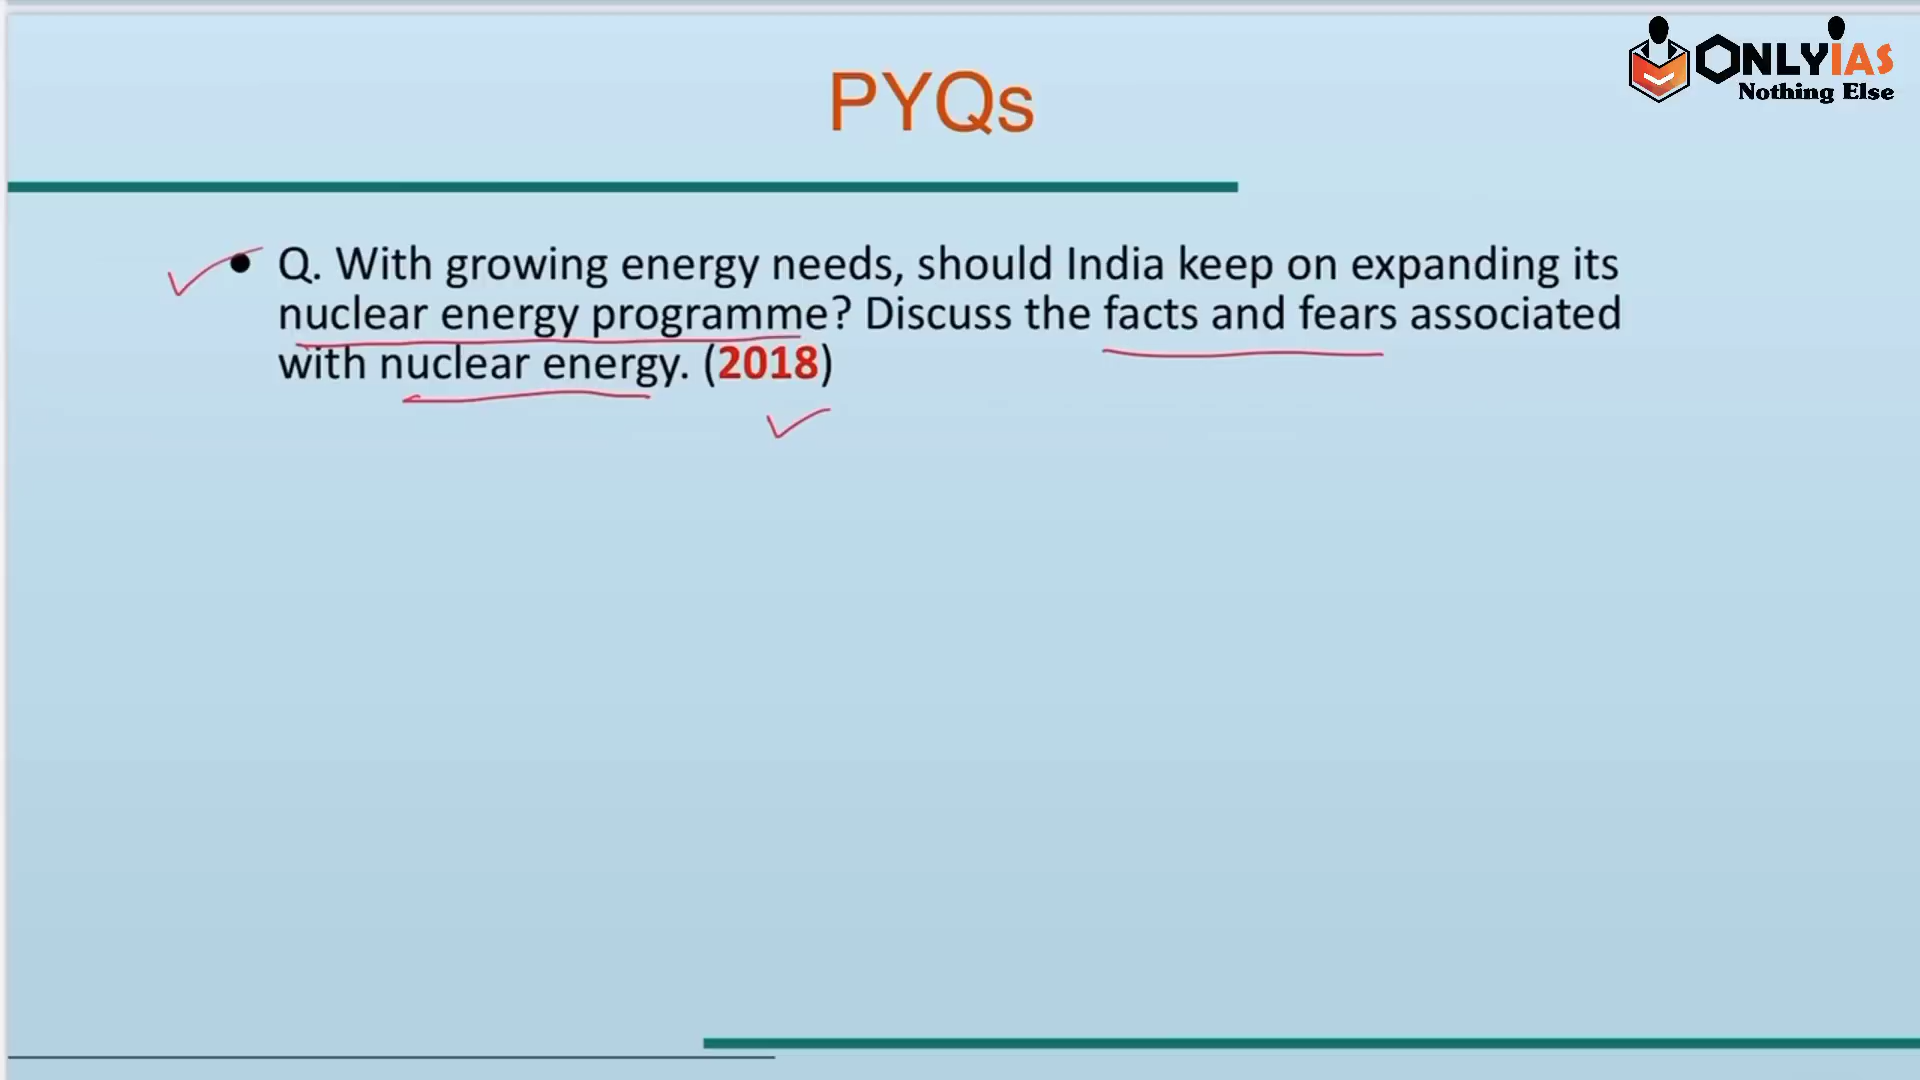 ONLYIAS
Nothing Else
PYQs
• Q. With growing energy needs, should India keep on expanding its
nuclear energy programme? Discuss the facts and fears associated
with nuclear energy. (2018)